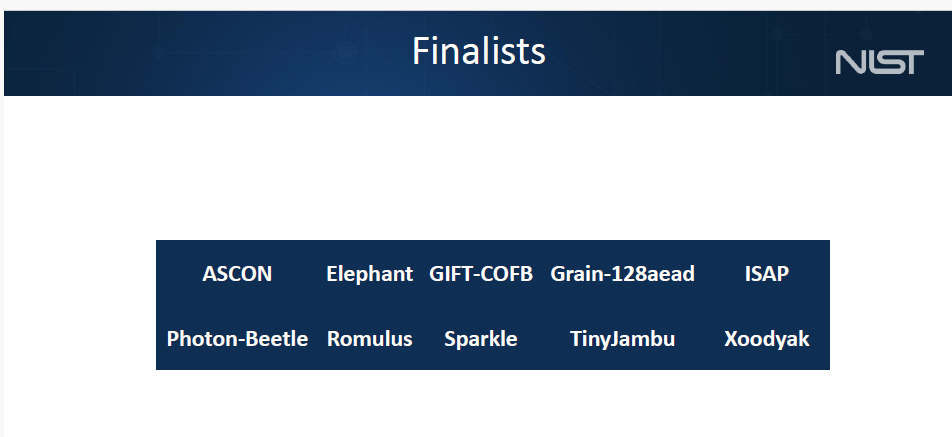 Finalists
NIST
ASCON Elephant GIFT-COFB Grain-128aead ISAP
Photon-Beetle Romulus Sparkle TinyJambu Xoodyak